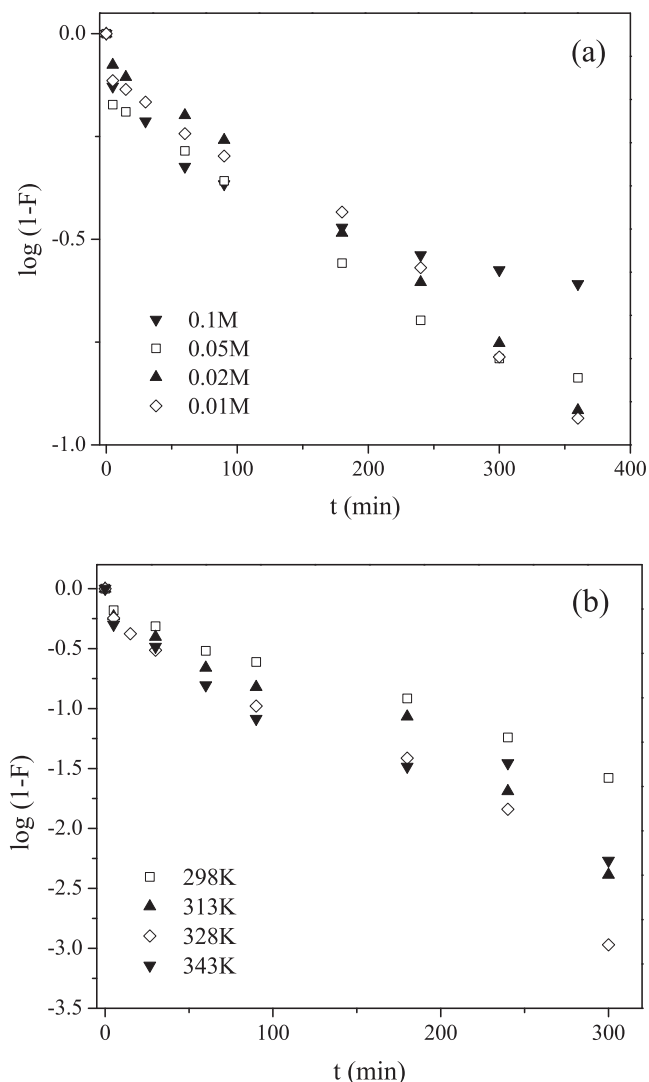 (a)
0.0
-0.5
-1.0
log (1-F)
0.1M
0.05M
0.02M
0.01M
0 100 200 300 400
t (min)
(b)
0.0
-0.5
-1.0
-1.5
-2.0
-2.5
-3.0
-3.5
log (1-F)
298K
313K
328K
343K
0 100 200 300
t (min)